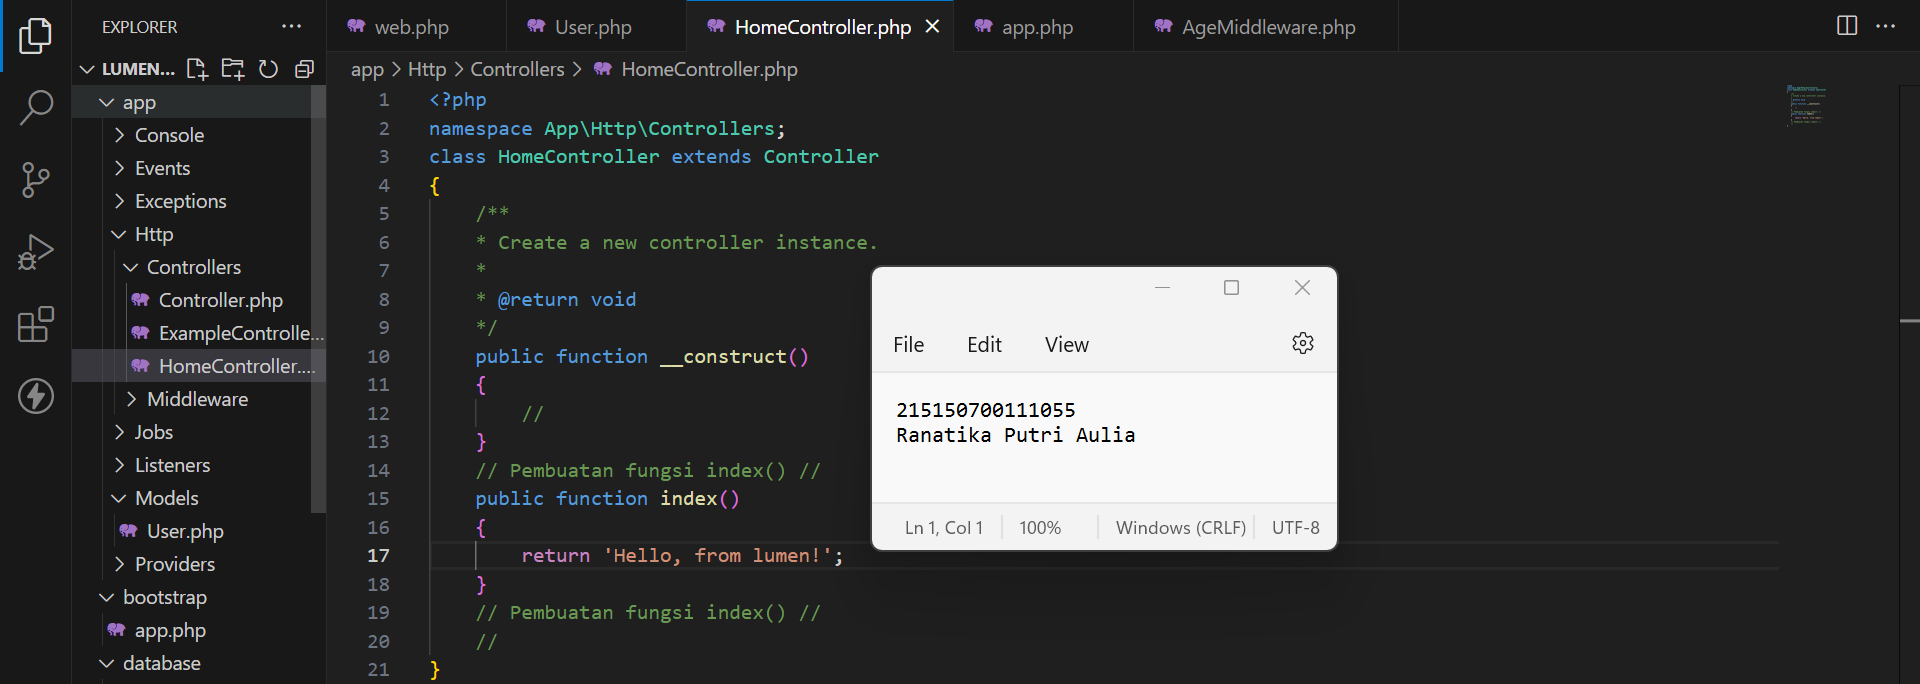 EXPLORER
LUMEN...
app
Console
Events
Exceptions
Http
Controllers
Controller.php
ExampleControlle...
HomeController....
Middleware
Jobs
Listeners
Models
User.php
Providers
bootstrap
app.php
database
web.php User.php HomeController.php app.php AgeMiddleware.php
app > Http > Controllers > HomeController.php
1 <?php
2 namespace App\Http\Controllers;
3 class HomeController extends Controller
4 {
5 /**
6 * Create a new controller instance.
7 *
8 * @return void
9 */
10 public function __construct()
11 {
12 //
13 }
14 // Pembuatan fungsi index() //
15 public function index()
16 {
17 return 'Hello, from lumen!';
18 }
19 // Pembuatan fungsi index() //
20 //
21 }
File Edit View
215150700111055
Ranatika Putri Aulia
Ln 1, Col 1 100% Windows (CRLF) UTF-8